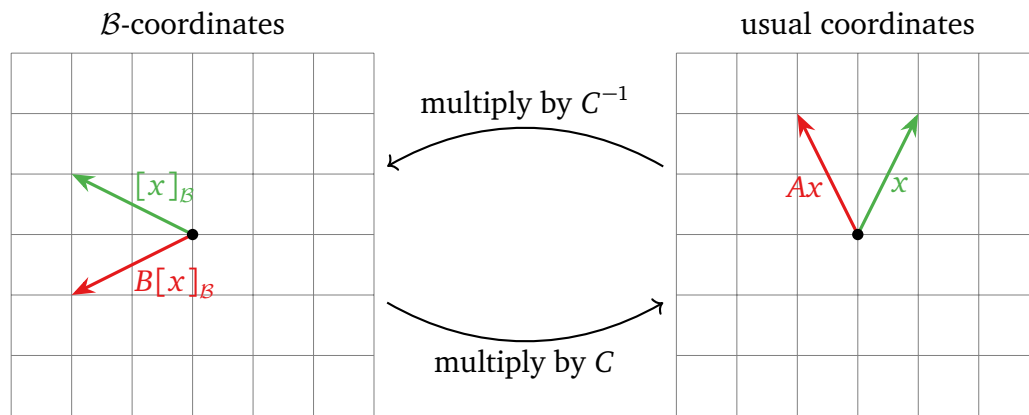 ℬ-coordinates
usual coordinates
multiply by C⁻¹
[x]ℬ
Ax
x
B[x]ℬ
multiply by C